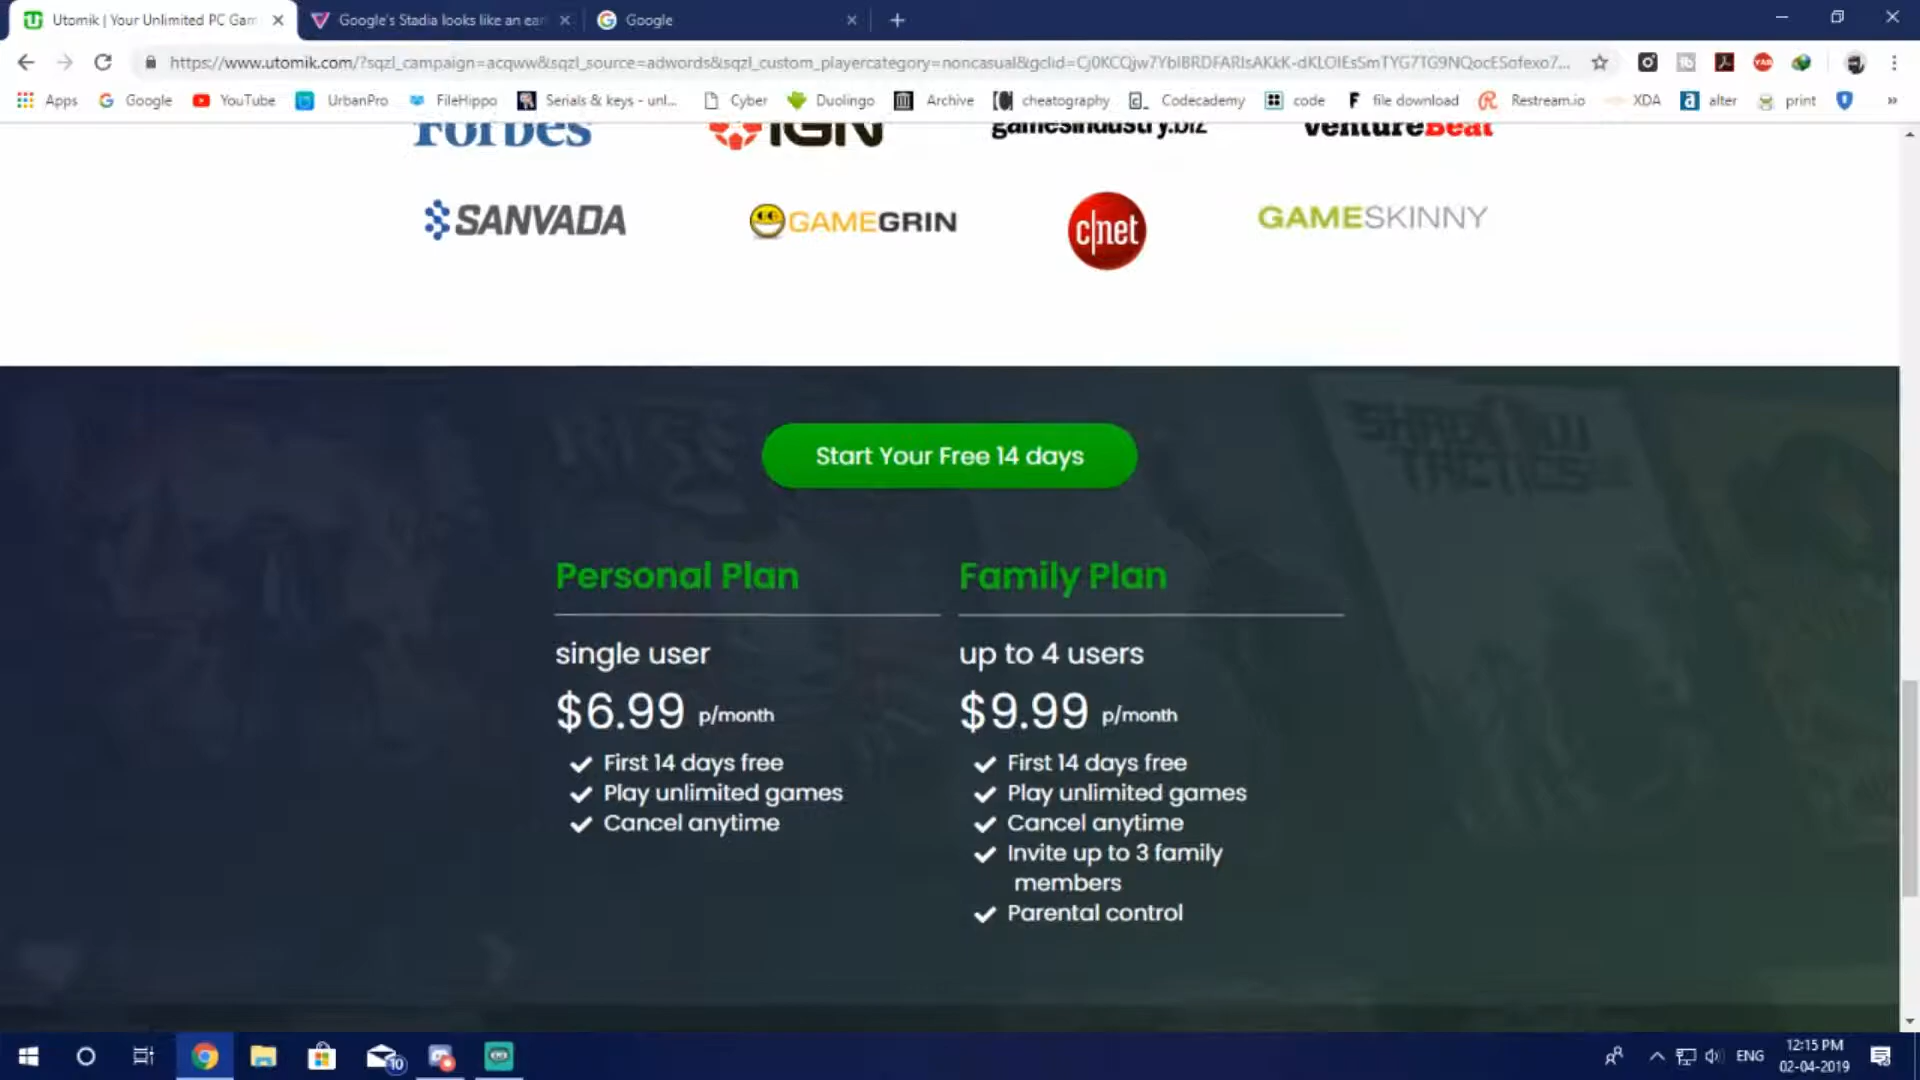 Utomik | Your Unlimited PC Gam
Google's Stadia looks like an ear
Google
https://www.utomik.com/?sqzl_campaign=acqww&sqzl_source=adwords&sqzl_custom_playercategory=noncasual&gclid=
Apps
Google
YouTube
UrbanPro
FileHippo
Serials & keys - unl...
Cyber
Duolingo
Archive
cheatography
Codecademy
code
file download
Restream.io
XDA
alter
print
»
Forbes
IGN
gamesindustry.biz
VentureBeat
SANVADA
GAMEGRIN
c|net
GAMESKINNY
SHADOW
TACTICS
Start Your Free 14 days
Personal Plan
single user
$6.99 p/month
First 14 days free
Play unlimited games
Cancel anytime
Family Plan
up to 4 users
$9.99 p/month
First 14 days free
Play unlimited games
Cancel anytime
Invite up to 3 family
members
Parental control
10
ENG
12:15 PM
02-04-2019